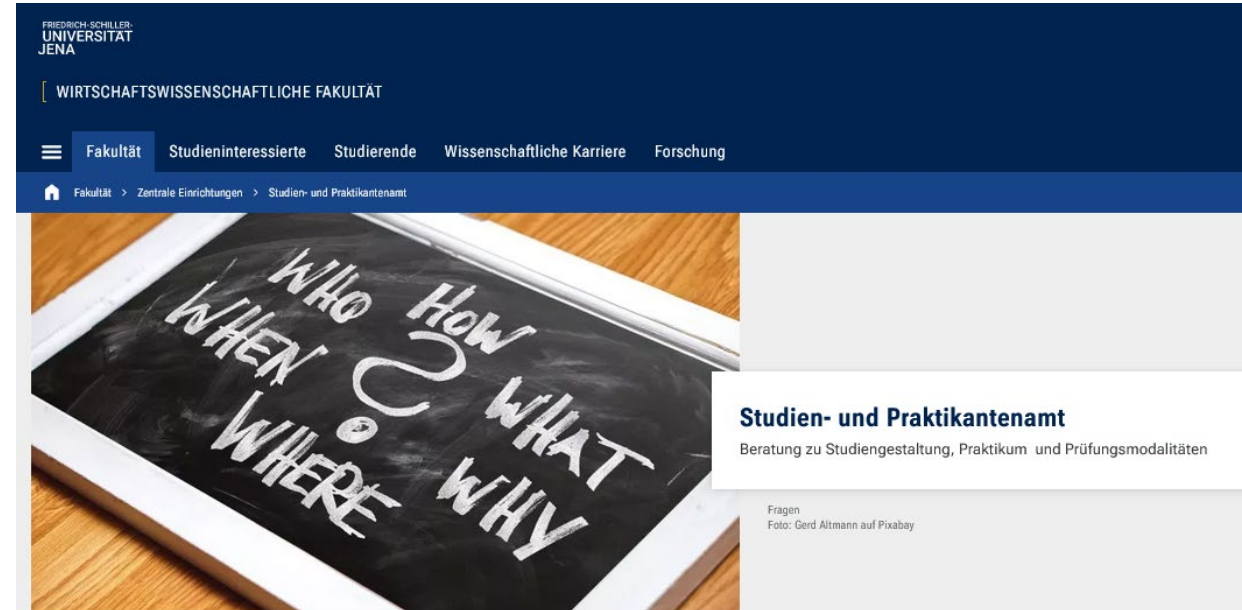 FRIEDRICH-SCHILLER-
UNIVERSITÄT
JENA
WIRTSCHAFTSWISSENSCHAFTLICHE FAKULTÄT
Fakultät Studieninteressierte Studierende Wissenschaftliche Karriere Forschung
Fakultät > Zentrale Einrichtungen > Studien- und Praktikantenamt
WHO HOW
WHEN ? WHAT
WHERE WHY
Studien- und Praktikantenamt
Beratung zu Studiengestaltung, Praktikum und Prüfungsmodalitäten
Fragen
Foto: Gerd Altmann auf Pixabay